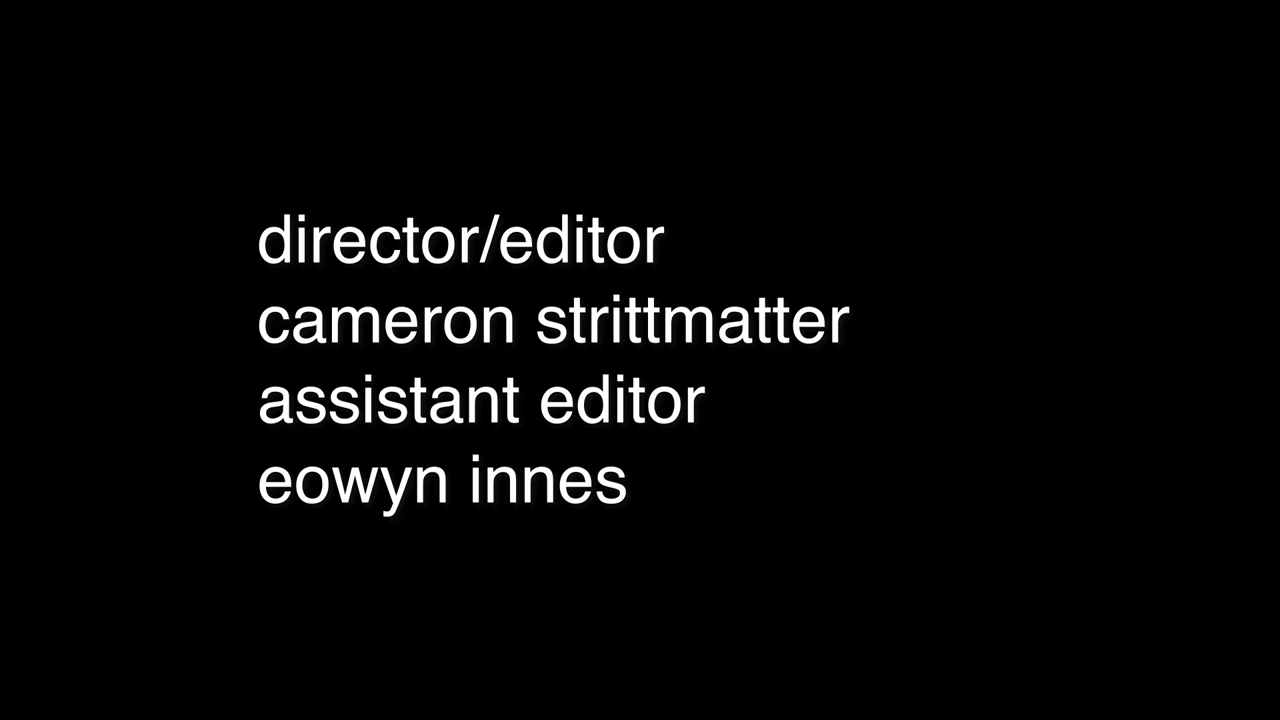 director/editor
cameron strittmatter
assistant editor
eowyn innes